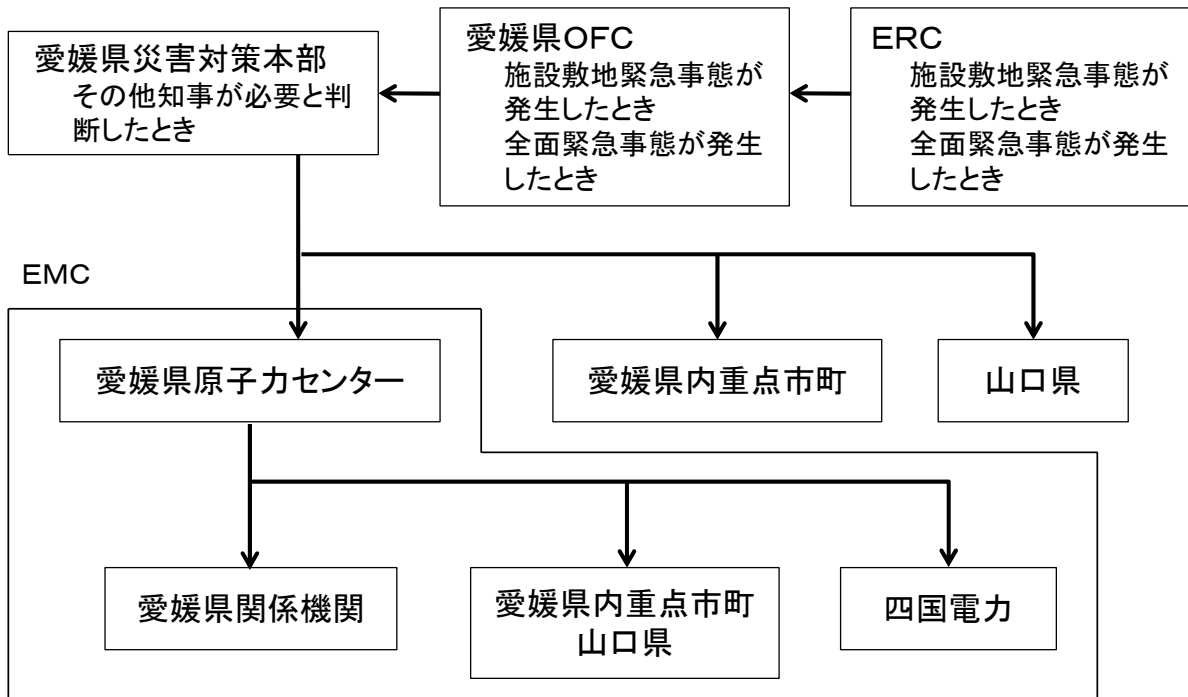 愛媛県災害対策本部
その他知事が必要と判
断したとき
愛媛県OFC
施設敷地緊急事態が
発生したとき
全面緊急事態が発生
したとき
ERC
施設敷地緊急事態が
発生したとき
全面緊急事態が発生
したとき
EMC
愛媛県原子力センター
愛媛県内重点市町
山口県
愛媛県関係機関
愛媛県内重点市町
山口県
四国電力